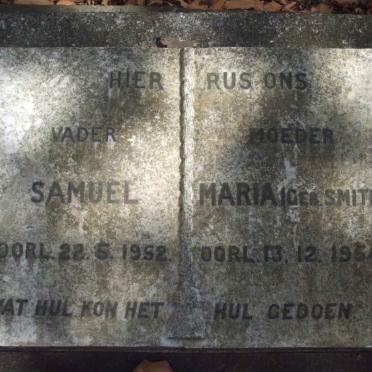 HIER RUS ONS
VADER MOEDER
SAMUEL MARIA (GEB. SMIT
OORL. 22. 5. 1952. OORL. 13. 12. 195
WAT HUL KON HET HUL GEDOEN.